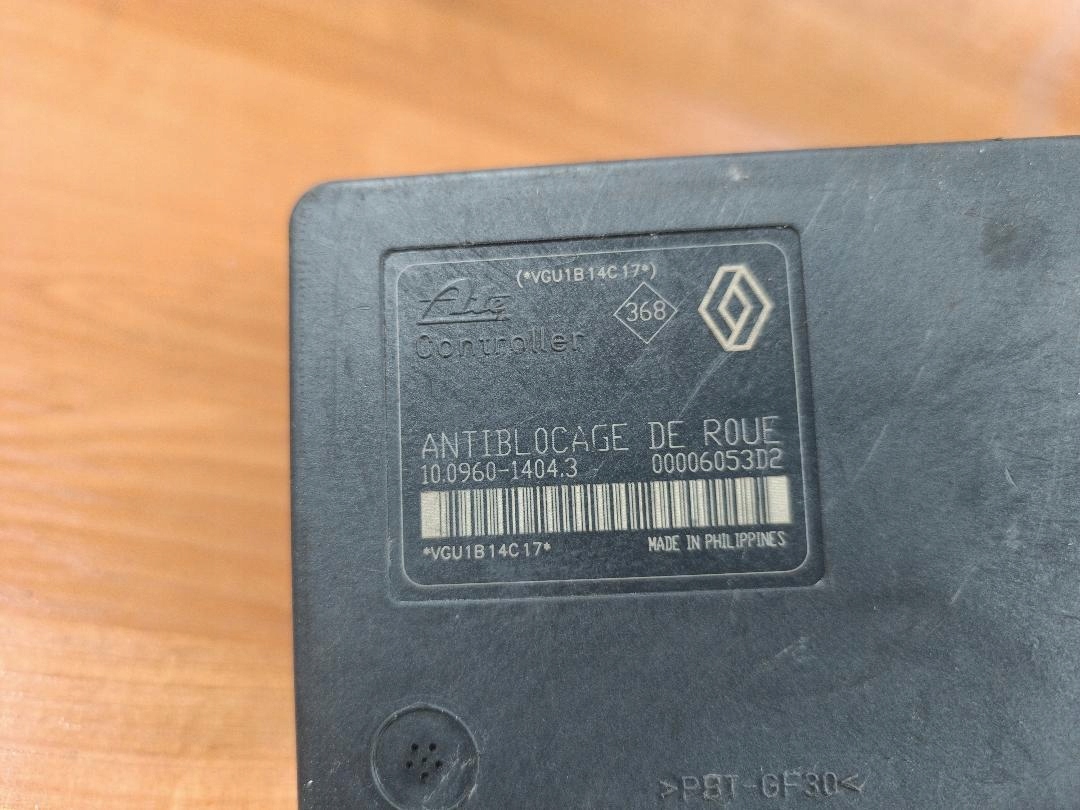 (*VGU1B14C17*)
Ate
368
Controller
ANTIBLOCAGE DE ROUE
10.0960-1404.3 00006053D2
*VGU1B14C17*
MADE IN PHILIPPINES
>PBT-GF30<